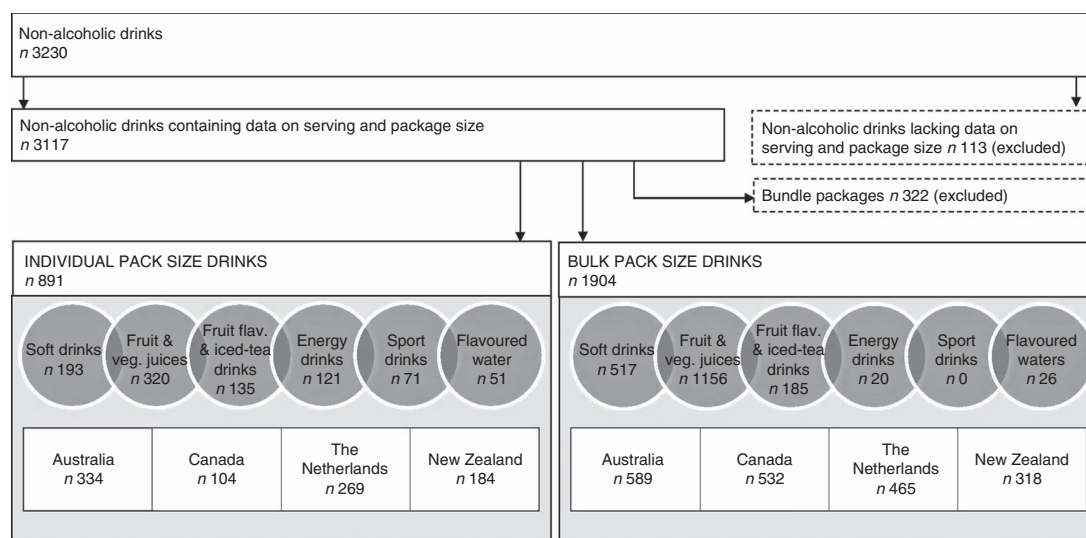 Non-alcoholic drinks
n 3230
Non-alcoholic drinks containing data on serving and package size
n 3117
Non-alcoholic drinks lacking data on
serving and package size n 113 (excluded)
Bundle packages n 322 (excluded)
INDIVIDUAL PACK SIZE DRINKS
n 891
Soft drinks
n 193
Fruit &
veg. juices
n 320
Fruit flav.
& iced-tea
drinks
n 135
Energy
drinks
n 121
Sport
drinks
n 71
Flavoured
water
n 51
Australia
n 334
Canada
n 104
The
Netherlands
n 269
New Zealand
n 184
BULK PACK SIZE DRINKS
n 1904
Soft drinks
n 517
Fruit &
veg. juices
n 1156
Fruit flav.
& iced-tea
drinks
n 185
Energy
drinks
n 20
Sport
drinks
n 0
Flavoured
waters
n 26
Australia
n 589
Canada
n 532
The
Netherlands
n 465
New Zealand
n 318